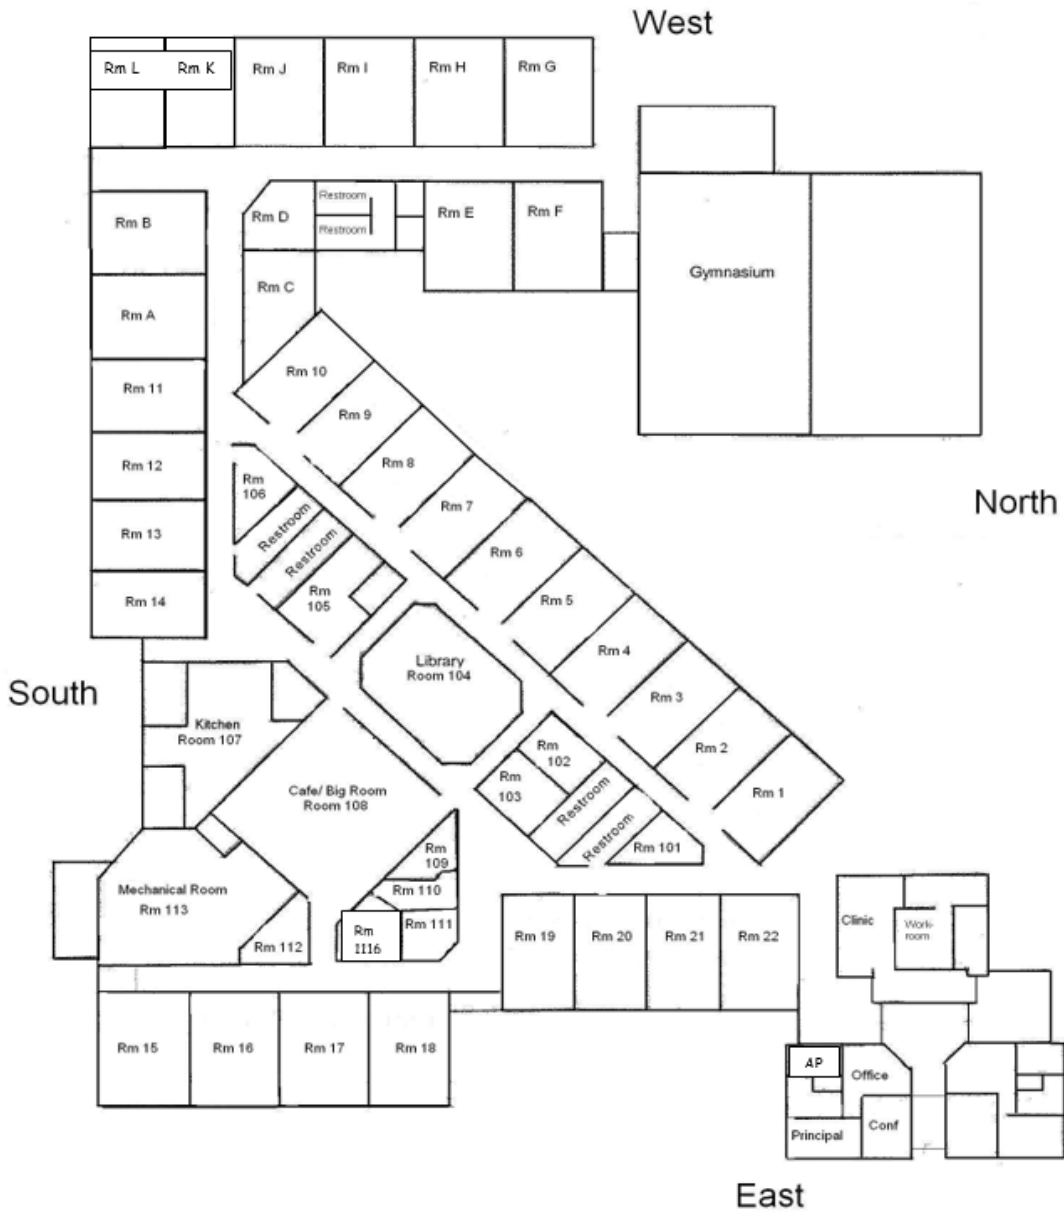 West
Rm L
Rm K
Rm J
Rm I
Rm H
Rm G
Rm B
Rm D
Restroom
Restroom
Rm E
Rm F
Gymnasium
Rm C
Rm A
Rm 11
Rm 10
Rm 9
Rm 12
Rm 8
Rm
106
Rm 7
North
Rm 13
Restroom
Restroom
Rm 6
Rm 14
Rm
105
Rm 5
Rm 4
Library
Room 104
South
Rm 3
Kitchen
Room 107
Rm 2
Rm
102
Rm
103
Restroom
Restroom
Rm 1
Cafe/ Big Room
Room 108
Rm 101
Rm
109
Rm 110
Rm 111
Mechanical Room
Rm 113
Rm 112
Rm
1116
Rm 19
Rm 20
Rm 21
Rm 22
Clinic
Work-
room
Rm 15
Rm 16
Rm 17
Rm 18
AP
Office
Principal
Conf
East